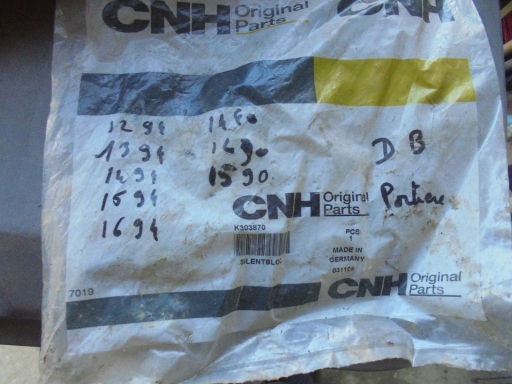 CNH Original Parts
CNH
1294 1480
1394 - 1490
1494 1590
1594
1694
D B
Portiere
CNH Original Parts
K303870
PCS
1
SILENTBLOC
MADE IN
GERMANY
7019
CNH Original Parts